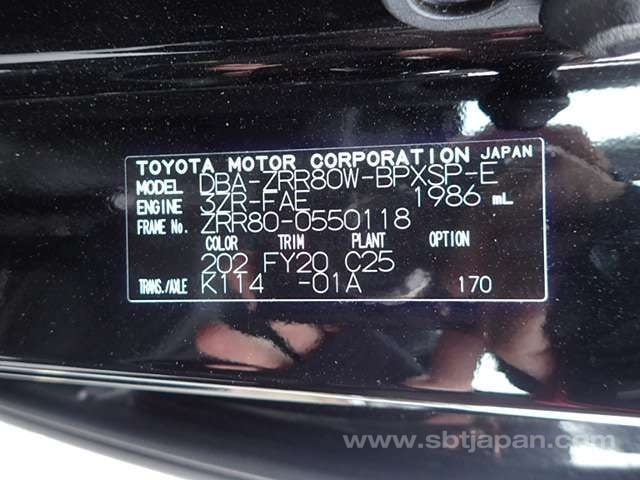 TOYOTA MOTOR CORPORATION JAPAN
MODEL DBA-ZRR80W-BPXSP-E
ENGINE 3ZR-FAE 1986 mL
FRAME No. ZRR80-0550118
COLOR TRIM PLANT OPTION
202 FY20 C25
TRANS./AXLE K114 -01A 170
www.sbtjapan.com